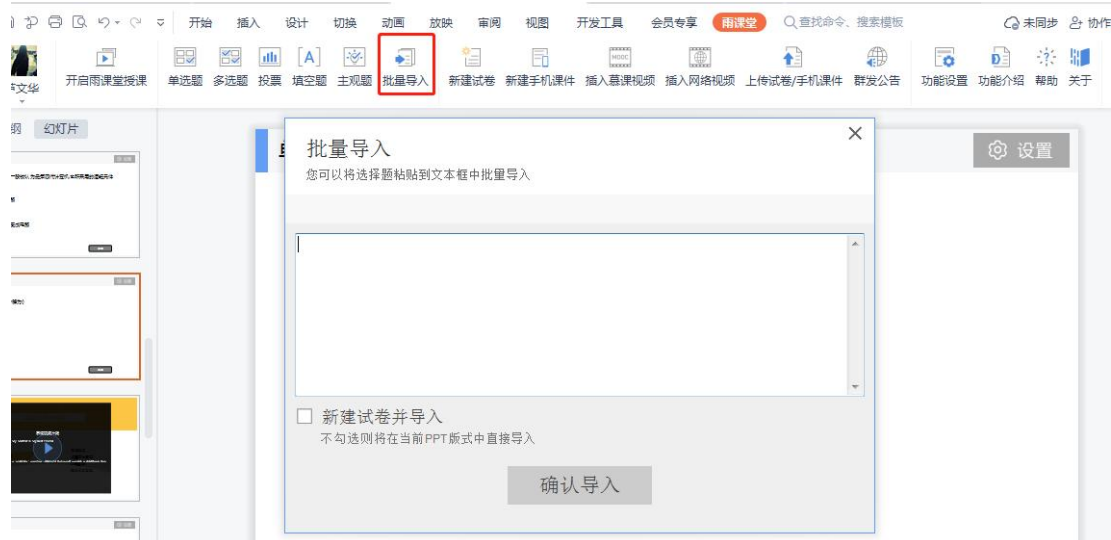 开始 插入 设计 切换 动画 放映 审阅 视图 开发工具 会员专享 雨课堂 查找命令、搜索模板 未同步 协作
文华 开启雨课堂授课 单选题 多选题 投票 填空题 主观题 批量导入 新建试卷 新建手机课件 插入慕课视频 插入网络视频 上传试卷/手机课件 群发公告 功能设置 功能介绍 帮助 关于
幻灯片
批量导入
设置
您可以将选择题粘贴到文本框中批量导入
新建试卷并导入
不勾选则将在当前PPT版式中直接导入
确认导入